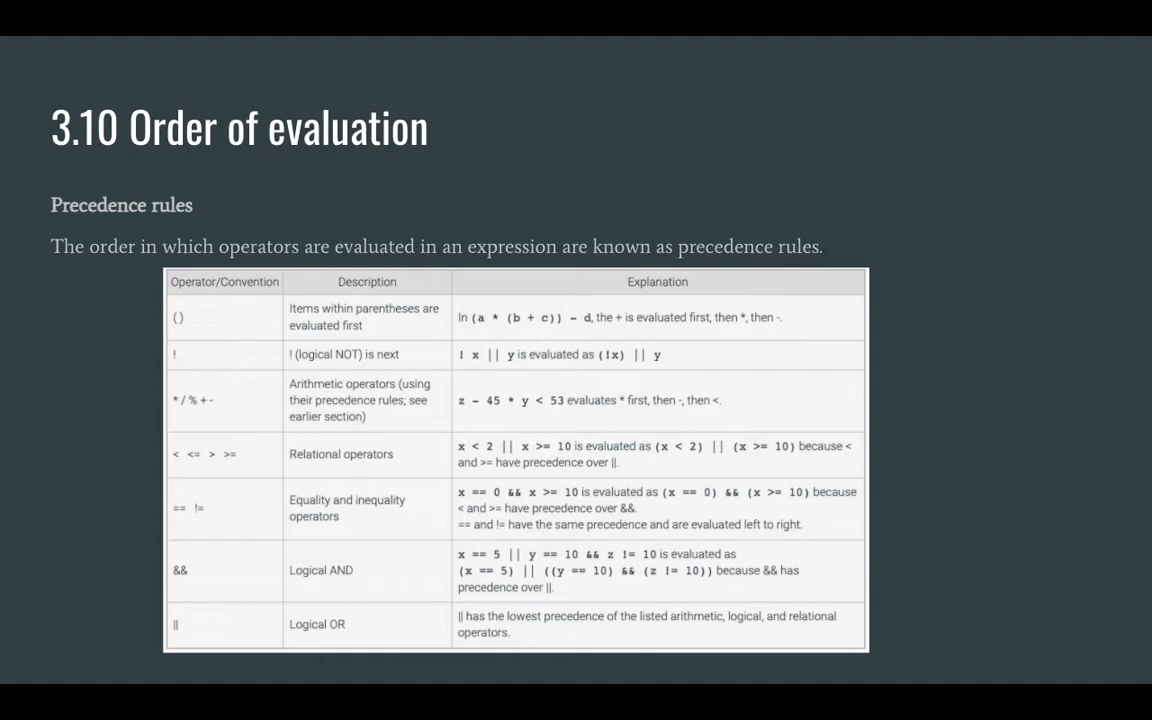 3.10 Order of evaluation
Precedence rules
The order in which operators are evaluated in an expression are known as precedence rules.
Operator/Convention Description Explanation
( ) Items within parentheses are evaluated first In (a * (b + c)) - d, the + is evaluated first, then *, then -.
! ! (logical NOT) is next ! x || y is evaluated as (!x) || y
* / % + - Arithmetic operators (using their precedence rules; see earlier section) z - 45 * y < 53 evaluates * first, then -, then <.
< <= > >= Relational operators x < 2 || x >= 10 is evaluated as (x < 2) || (x >= 10) because < and >= have precedence over ||.
== != Equality and inequality operators x == 0 && x >= 10 is evaluated as (x == 0) && (x >= 10) because < and >= have precedence over &&.
== and != have the same precedence and are evaluated left to right.
&& Logical AND x == 5 || y == 10 && z != 10 is evaluated as
(x == 5) || ((y == 10) && (z != 10)) because && has precedence over ||.
|| Logical OR || has the lowest precedence of the listed arithmetic, logical, and relational operators.